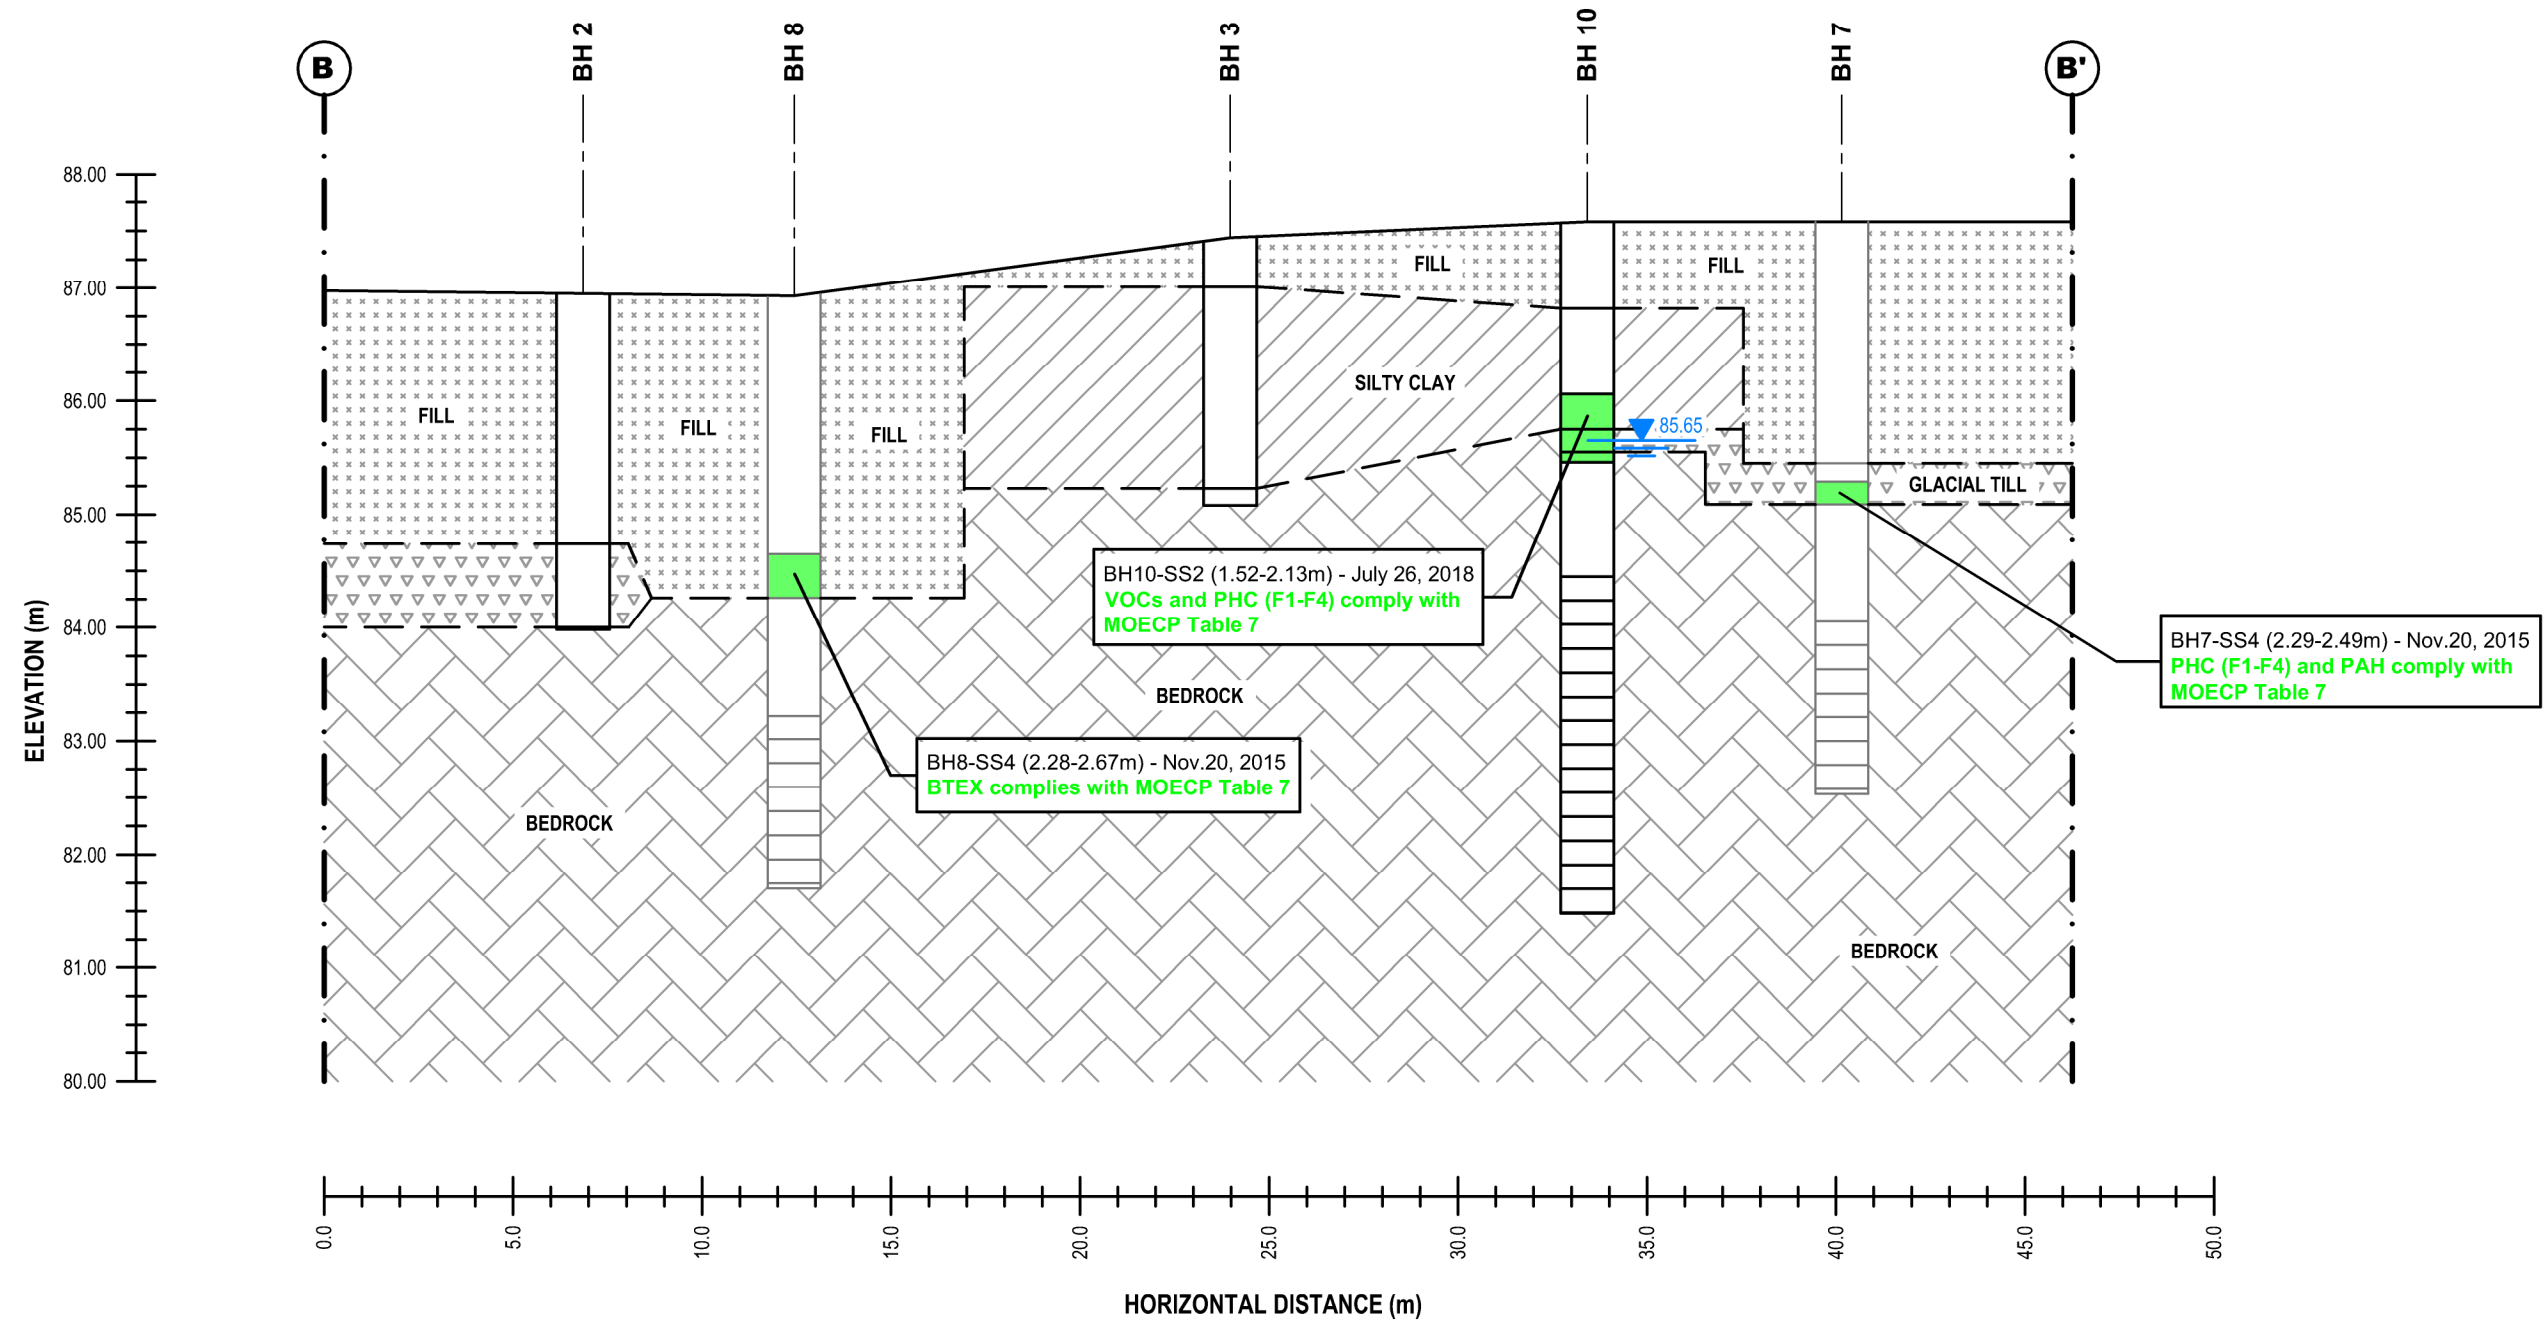 B
BH 2
BH 8
BH 3
BH 10
BH 7
B'
88.00
87.00
86.00
85.00
84.00
83.00
82.00
81.00
80.00
ELEVATION (m)
FILL
FILL
FILL
FILL
FILL
SILTY CLAY
85.65
GLACIAL TILL
BH10-SS2 (1.52-2.13m) - July 26, 2018
VOCs and PHC (F1-F4) comply with
MOECP Table 7
BH7-SS4 (2.29-2.49m) - Nov.20, 2015
PHC (F1-F4) and PAH comply with
MOECP Table 7
BEDROCK
BH8-SS4 (2.28-2.67m) - Nov.20, 2015
BTEX complies with MOECP Table 7
BEDROCK
BEDROCK
0.0
5.0
10.0
15.0
20.0
25.0
30.0
35.0
40.0
45.0
50.0
HORIZONTAL DISTANCE (m)